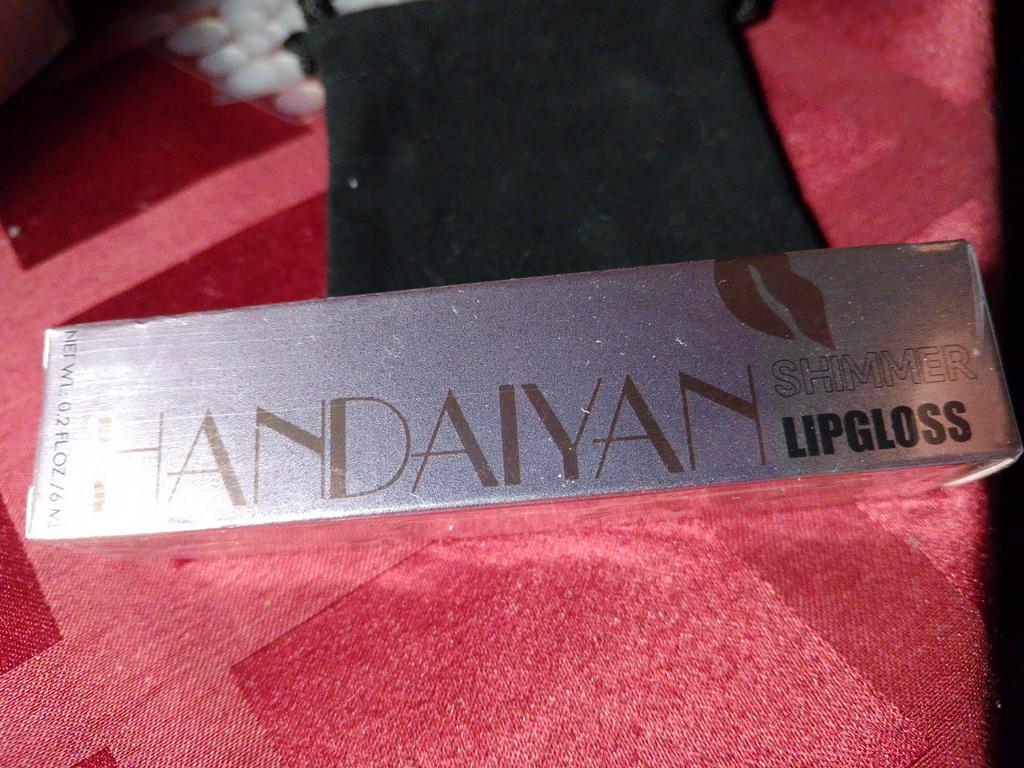 HANDAIYAN
SHIMMER
LIPGLOSS
NET WT.: 0.2 FL.OZ./6 ML